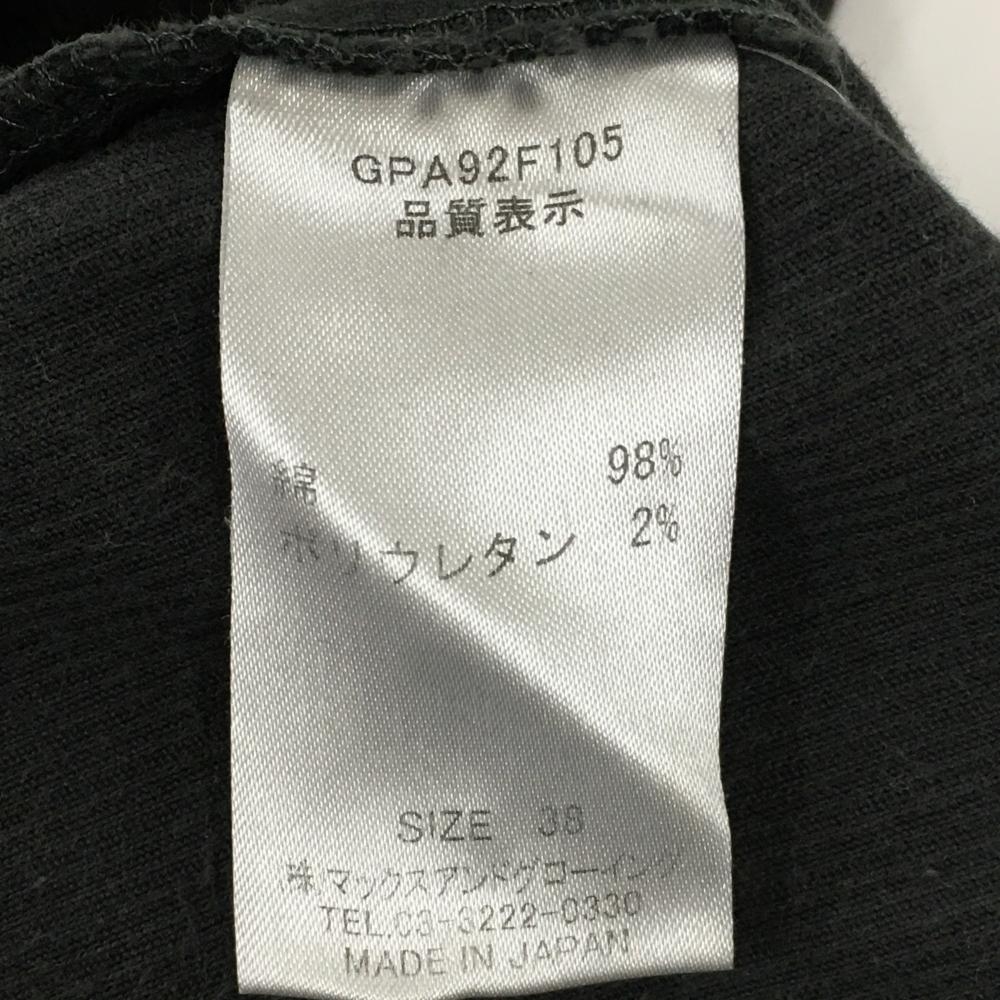 GPA92F105
品質表示
綿 98%
ポリウレタン 2%
SIZE 38
㈱マックスアンドグローイング
TEL.03-3222-0330
MADE IN JAPAN